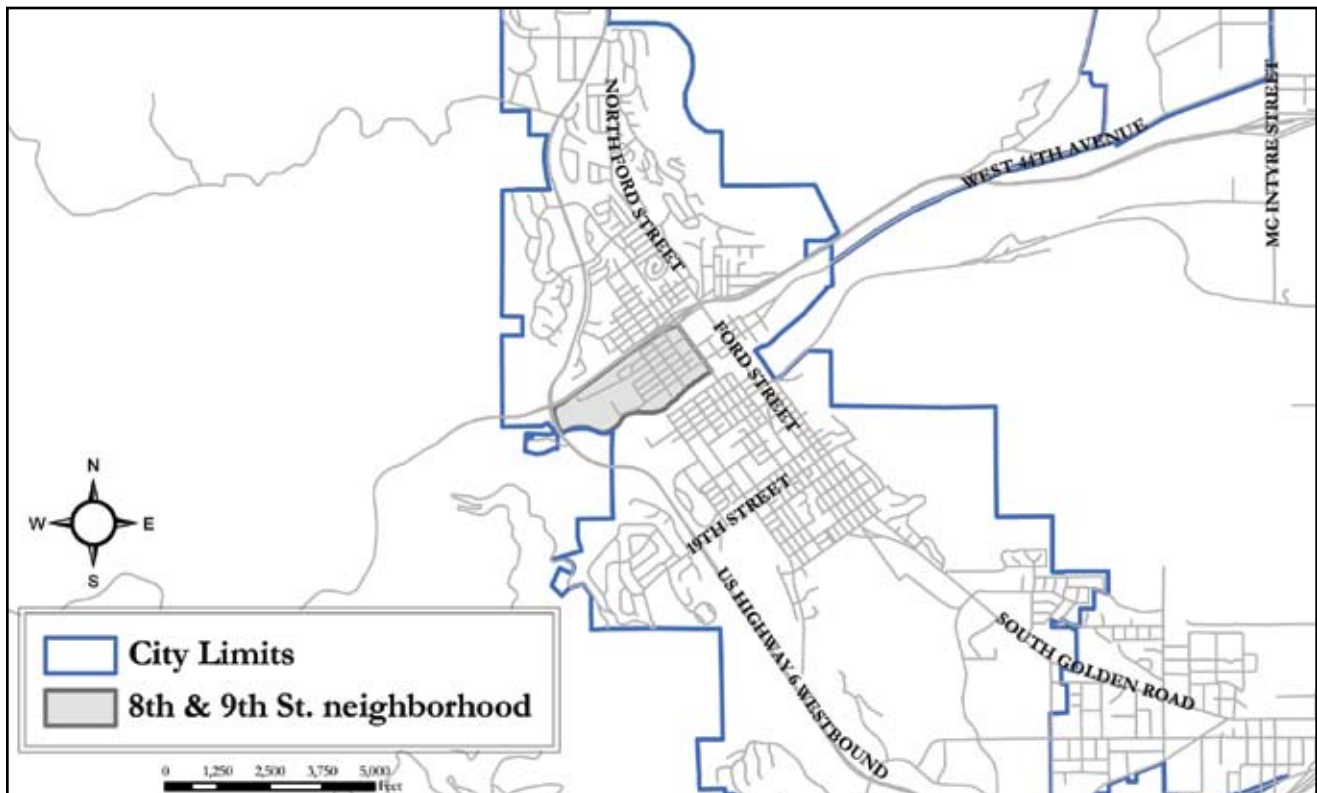 NORTH FORD STREET
WEST 44TH AVENUE
MC INTYRE STREET
FORD STREET
19TH STREET
US HIGHWAY 6 WESTBOUND
SOUTH GOLDEN ROAD
N
W E
S
City Limits
8th & 9th St. neighborhood
0 1,250 2,500 3,750 5,000
Feet